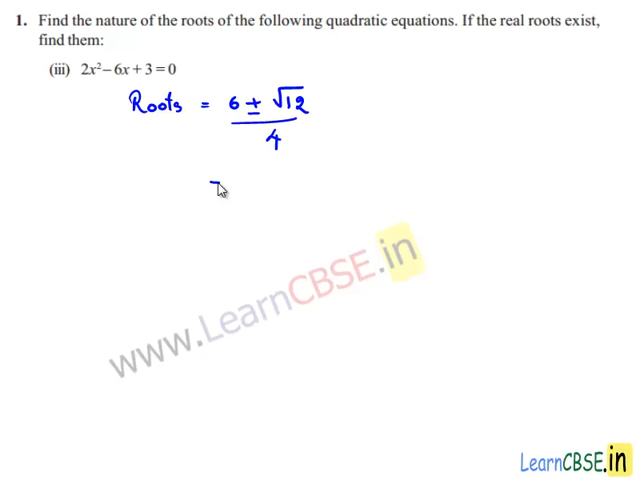 1. Find the nature of the roots of the following quadratic equations. If the real roots exist,
find them:
(iii) 2x² – 6x + 3 = 0
Roots = 6 ± √12
4
www.LearnCBSE.in
LearnCBSE.in